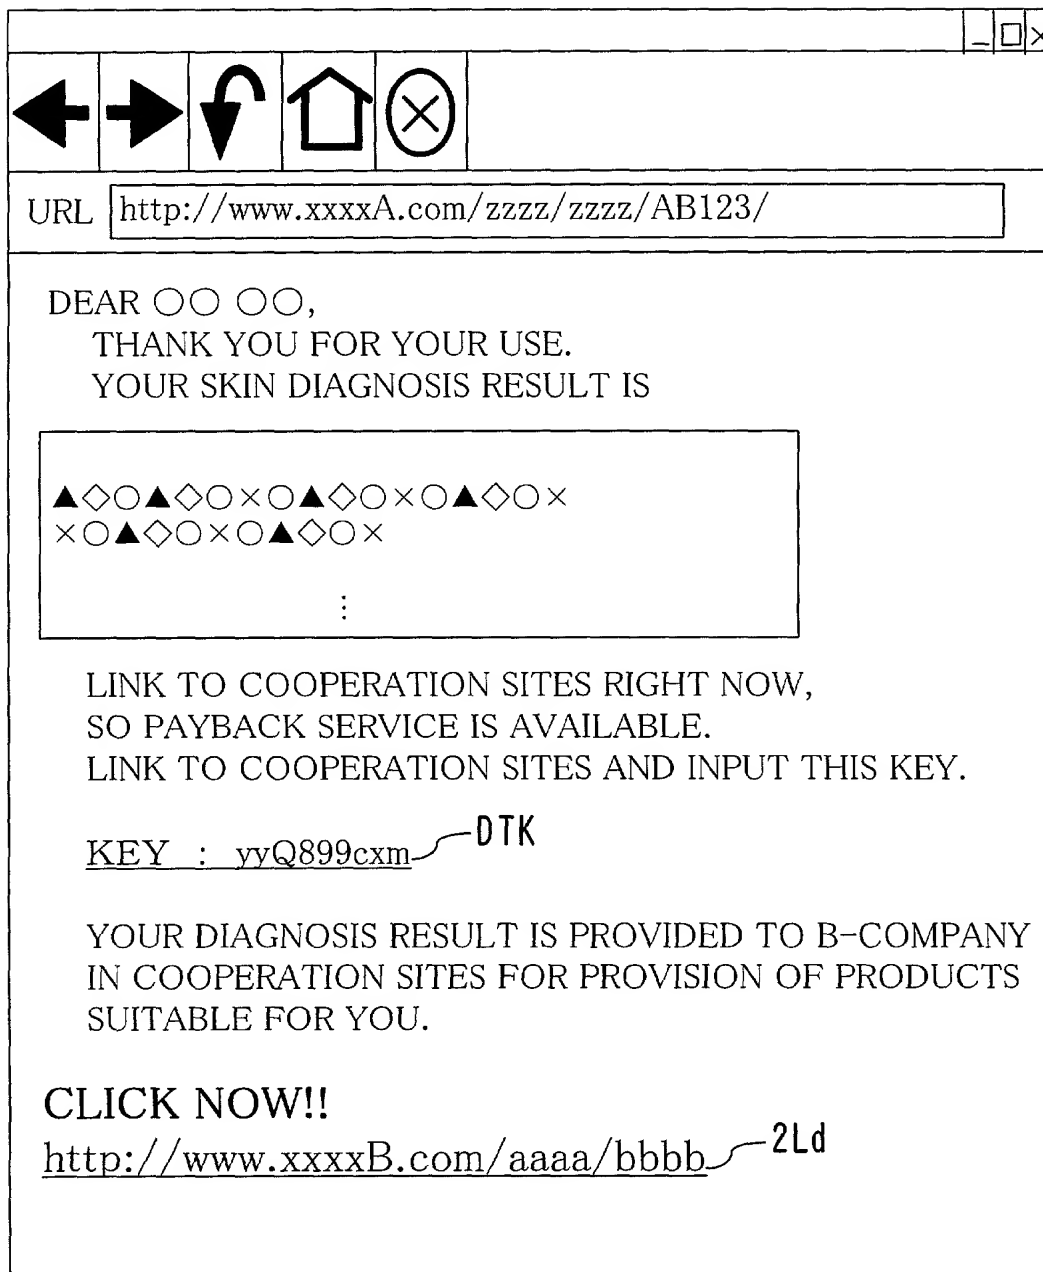 URL http://www.xxxxA.com/zzzz/zzzz/AB123/
DEAR ○○ ○○,
THANK YOU FOR YOUR USE.
YOUR SKIN DIAGNOSIS RESULT IS
▲◇○▲◇○×○▲◇○×○▲◇○×
×○▲◇○×○▲◇○×
⋮
LINK TO COOPERATION SITES RIGHT NOW,
SO PAYBACK SERVICE IS AVAILABLE.
LINK TO COOPERATION SITES AND INPUT THIS KEY.
KEY : yyQ899cxm DTK
YOUR DIAGNOSIS RESULT IS PROVIDED TO B-COMPANY
IN COOPERATION SITES FOR PROVISION OF PRODUCTS
SUITABLE FOR YOU.
CLICK NOW!!
http://www.xxxxB.com/aaaa/bbbb 2Ld